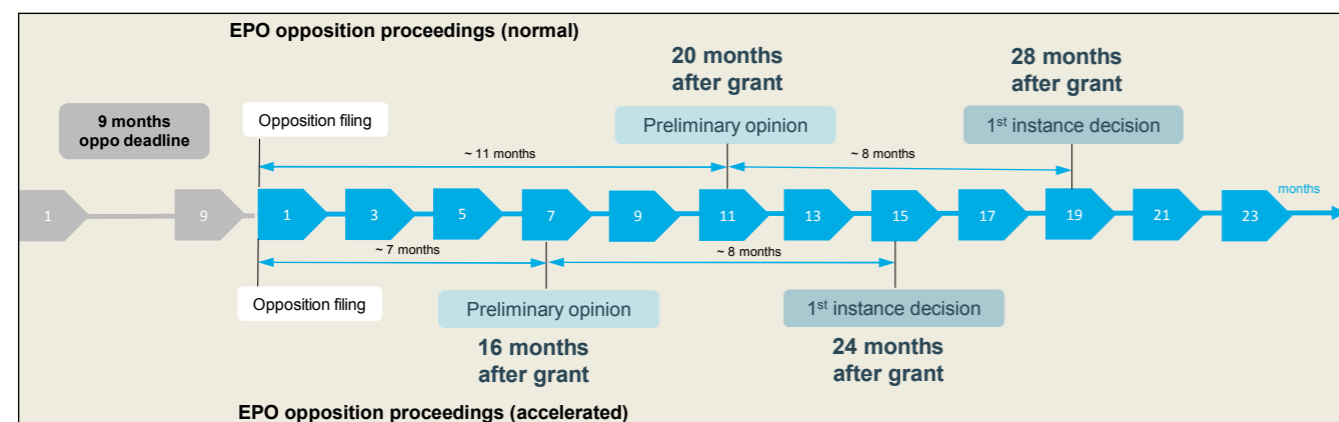 EPO opposition proceedings (normal)
20 months
after grant
28 months
after grant
9 months
oppo deadline
Opposition filing
Preliminary opinion
1st instance decision
~ 11 months
~ 8 months
months
1
9
1
3
5
7
9
11
13
15
17
19
21
23
~ 7 months
~ 8 months
Opposition filing
Preliminary opinion
1st instance decision
16 months
after grant
24 months
after grant
EPO opposition proceedings (accelerated)